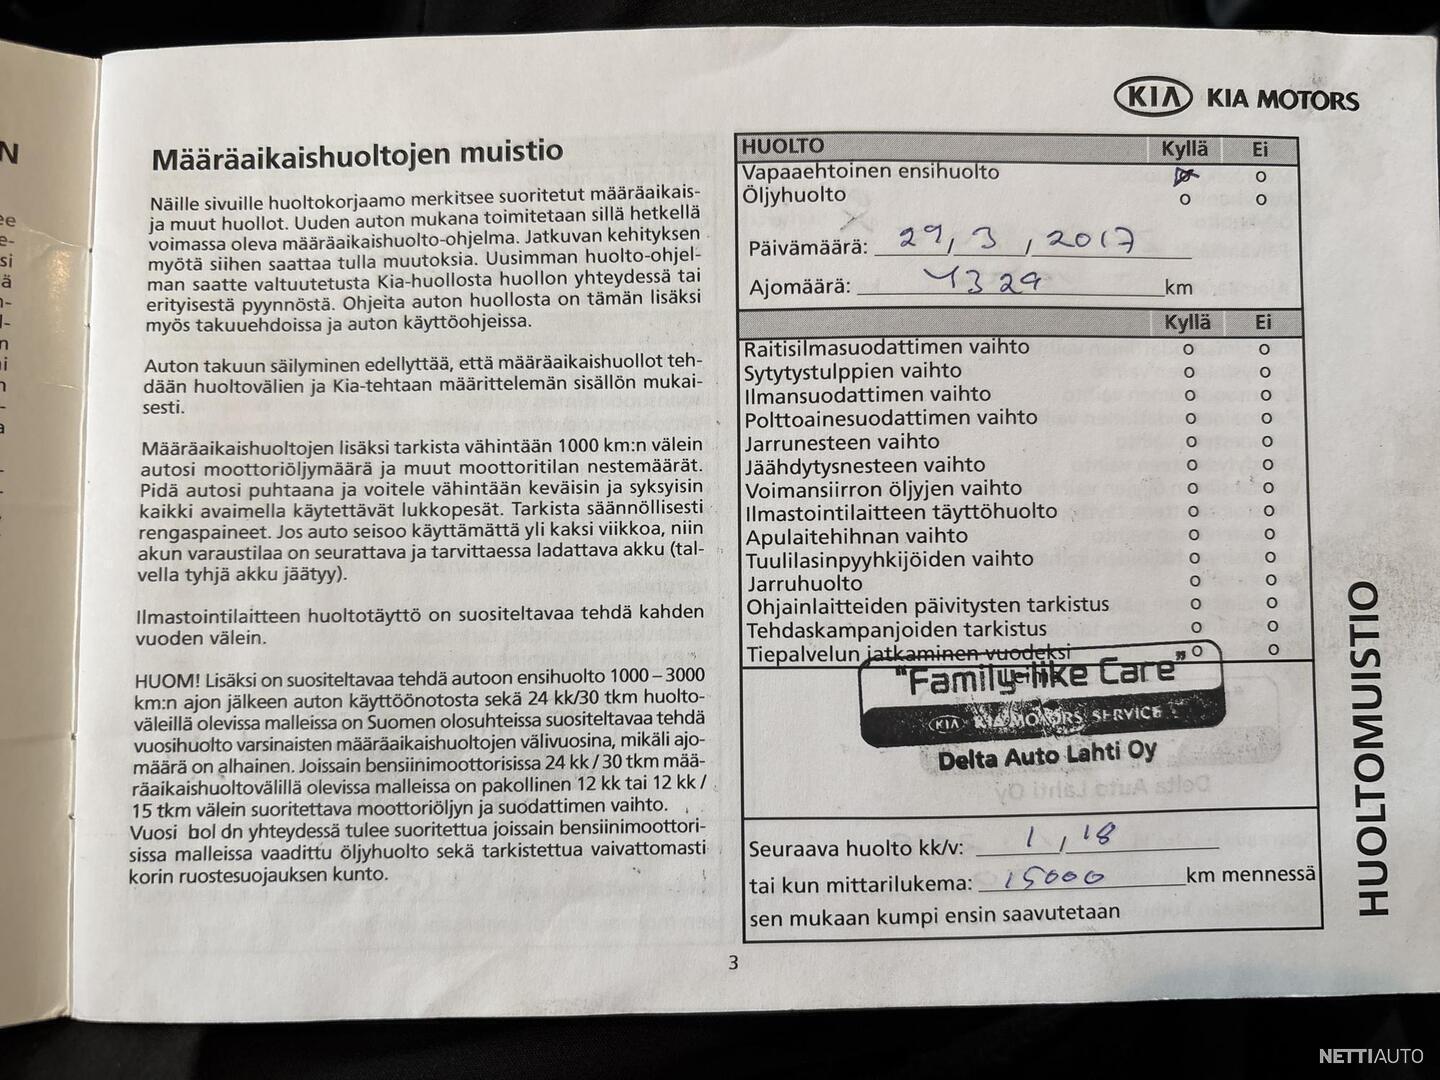 KIA KIA MOTORS
Määräaikaishuoltojen muistio
Näille sivuille huoltokorjaamo merkitsee suoritetut määräaikais-
ja muut huollot. Uuden auton mukana toimitetaan sillä hetkellä
voimassa oleva määräaikaishuolto-ohjelma. Jatkuvan kehityksen
myötä siihen saattaa tulla muutoksia. Uusimman huolto-ohjel-
man saatte valtuutetusta Kia-huollosta huollon yhteydessä tai
erityisestä pyynnöstä. Ohjeita auton huollosta on tämän lisäksi
myös takuuehdoissa ja auton käyttöohjeissa.
Auton takuun säilyminen edellyttää, että määräaikaishuollot teh-
dään huoltovälien ja Kia-tehtaan määrittelemän sisällön mukai-
sesti.
Määräaikaishuoltojen lisäksi tarkista vähintään 1000 km:n välein
autosi moottoriöljymäärä ja muut moottoritilan nestemäärät.
Pidä autosi puhtaana ja voitele vähintään keväisin ja syksyisin
kaikki avaimella käytettävät lukkopesät. Tarkista säännöllisesti
rengaspaineet. Jos auto seisoo käyttämättä yli kaksi viikkoa, niin
akun varaustilaa on seurattava ja tarvittaessa ladattava akku (tal-
vella tyhjä akku jäätyy).
Ilmastointilaitteen huoltotäyttö on suositeltavaa tehdä kahden
vuoden välein.
HUOM! Lisäksi on suositeltavaa tehdä autoon ensihuolto 1000 – 3000
km:n ajon jälkeen auton käyttöönotosta sekä 24 kk/30 tkm huolto-
väleillä olevissa malleissa on Suomen olosuhteissa suositeltavaa tehdä
vuosihuolto varsinaisten määräaikaishuoltojen välivuosina, mikäli ajo-
määrä on alhainen. Joissain bensiinimoottorisissa 24 kk / 30 tkm mää-
räaikaishuoltovälillä olevissa malleissa on pakollinen 12 kk tai 12 kk /
15 tkm välein suoritettava moottoriöljyn ja suodattimen vaihto.
Vuosi yhteydessä tulee suoritettua joissain bensiinimoottori-
sissa malleissa vaadittu öljyhuolto sekä tarkistettua vaivattomasti
korin ruostesuojauksen kunto.
HUOLTO Kyllä Ei
Vapaaehtoinen ensihuolto o
Öljyhuolto o o
Päivämäärä: 29, 3, 2017
Ajomäärä: 4329 km
Kyllä Ei
Raitisilmasuodattimen vaihto o o
Sytytystulppien vaihto o o
Ilmansuodattimen vaihto o o
Polttoainesuodattimen vaihto o o
Jarrunesteen vaihto o o
Jäähdytysnesteen vaihto o o
Voimansiirron öljyjen vaihto o o
Ilmastointilaitteen täyttöhuolto o o
Apulaitehihnan vaihto o o
Tuulilasinpyyhkijöiden vaihto o o
Jarruhuolto o o
Ohjainlaitteiden päivitysten tarkistus o o
Tehdaskampanjoiden tarkistus o o
Tiepalvelun jatkaminen vuodeksi o o
"Family-like Care"
KIA KIA MOTORS SERVICE
Delta Auto Lahti Oy
Seuraava huolto kk/v: 1, 18
tai kun mittarilukema: 15000 km mennessä
sen mukaan kumpi ensin saavutetaan
HUOLTOMUISTIO
3
NETTIAUTO